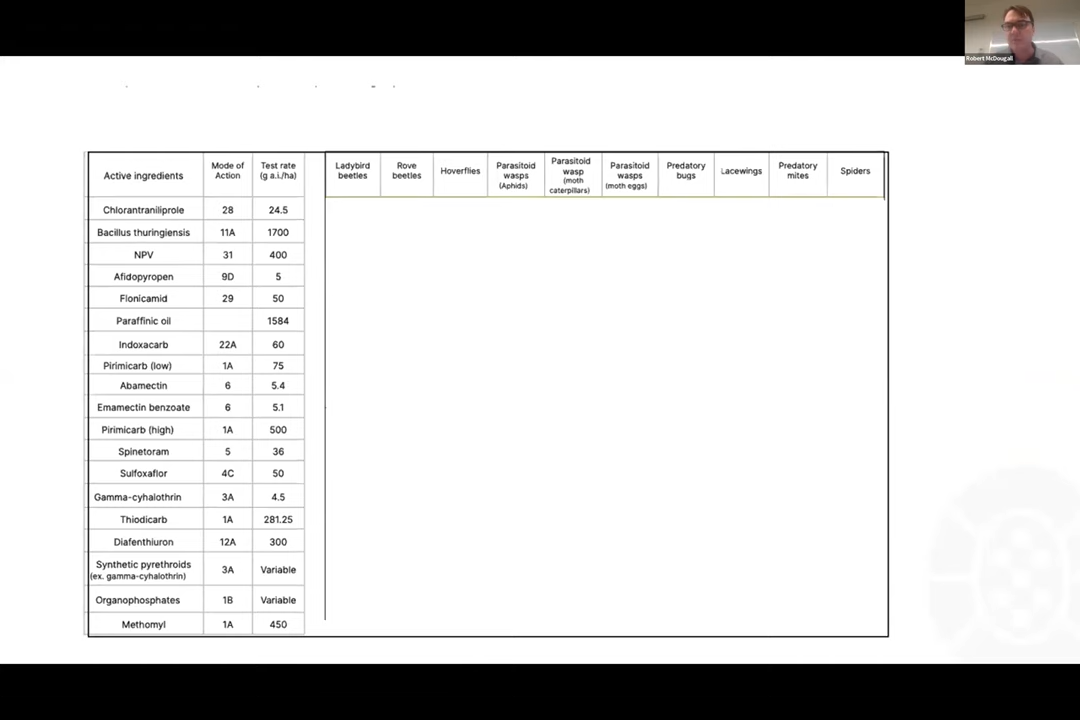 Robert McDougall
Active ingredients Mode of Action Test rate (g a.i./ha) Ladybird beetles Rove beetles Hoverflies Parasitoid wasps (Aphids) Parasitoid wasp (moth caterpillars) Parasitoid wasps (moth eggs) Predatory bugs Lacewings Predatory mites Spiders
Chlorantraniliprole 28 24.5
Bacillus thuringiensis 11A 1700
NPV 31 400
Afidopyropen 9D 5
Flonicamid 29 50
Paraffinic oil 1584
Indoxacarb 22A 60
Pirimicarb (low) 1A 75
Abamectin 6 5.4
Emamectin benzoate 6 5.1
Pirimicarb (high) 1A 500
Spinetoram 5 36
Sulfoxaflor 4C 50
Gamma-cyhalothrin 3A 4.5
Thiodicarb 1A 281.25
Diafenthiuron 12A 300
Synthetic pyrethroids (ex. gamma-cyhalothrin) 3A Variable
Organophosphates 1B Variable
Methomyl 1A 450